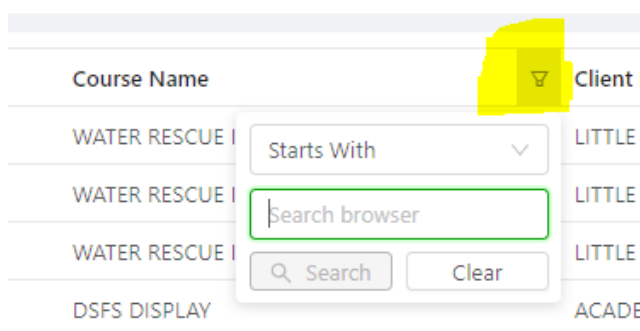 Course Name Client
WATER RESCUE LITTLE
Starts With
WATER RESCUE LITTLE
Search browser
WATER RESCUE LITTLE
Search Clear
DSFS DISPLAY